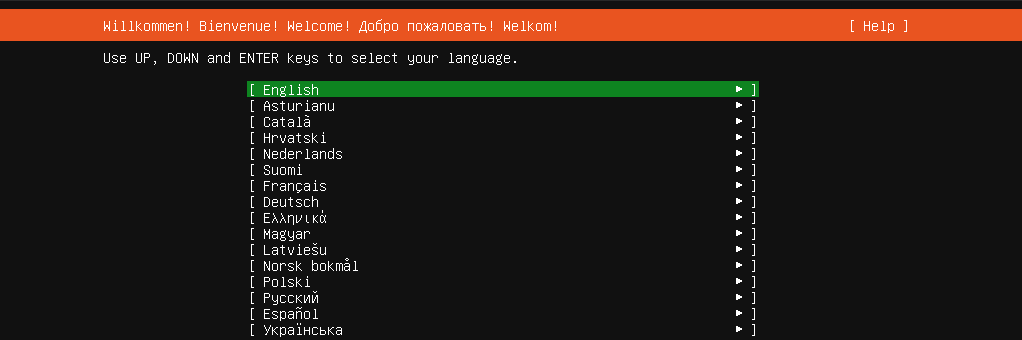 Willkommen! Bienvenue! Welcome! Добро пожаловать! Welkom! [ Help ]
Use UP, DOWN and ENTER keys to select your language.
[ English ▸ ]
[ Asturianu ▸ ]
[ Català ▸ ]
[ Hrvatski ▸ ]
[ Nederlands ▸ ]
[ Suomi ▸ ]
[ Français ▸ ]
[ Deutsch ▸ ]
[ Ελληνικά ▸ ]
[ Magyar ▸ ]
[ Latviešu ▸ ]
[ Norsk bokmål ▸ ]
[ Polski ▸ ]
[ Русский ▸ ]
[ Español ▸ ]
[ Українська ▸ ]